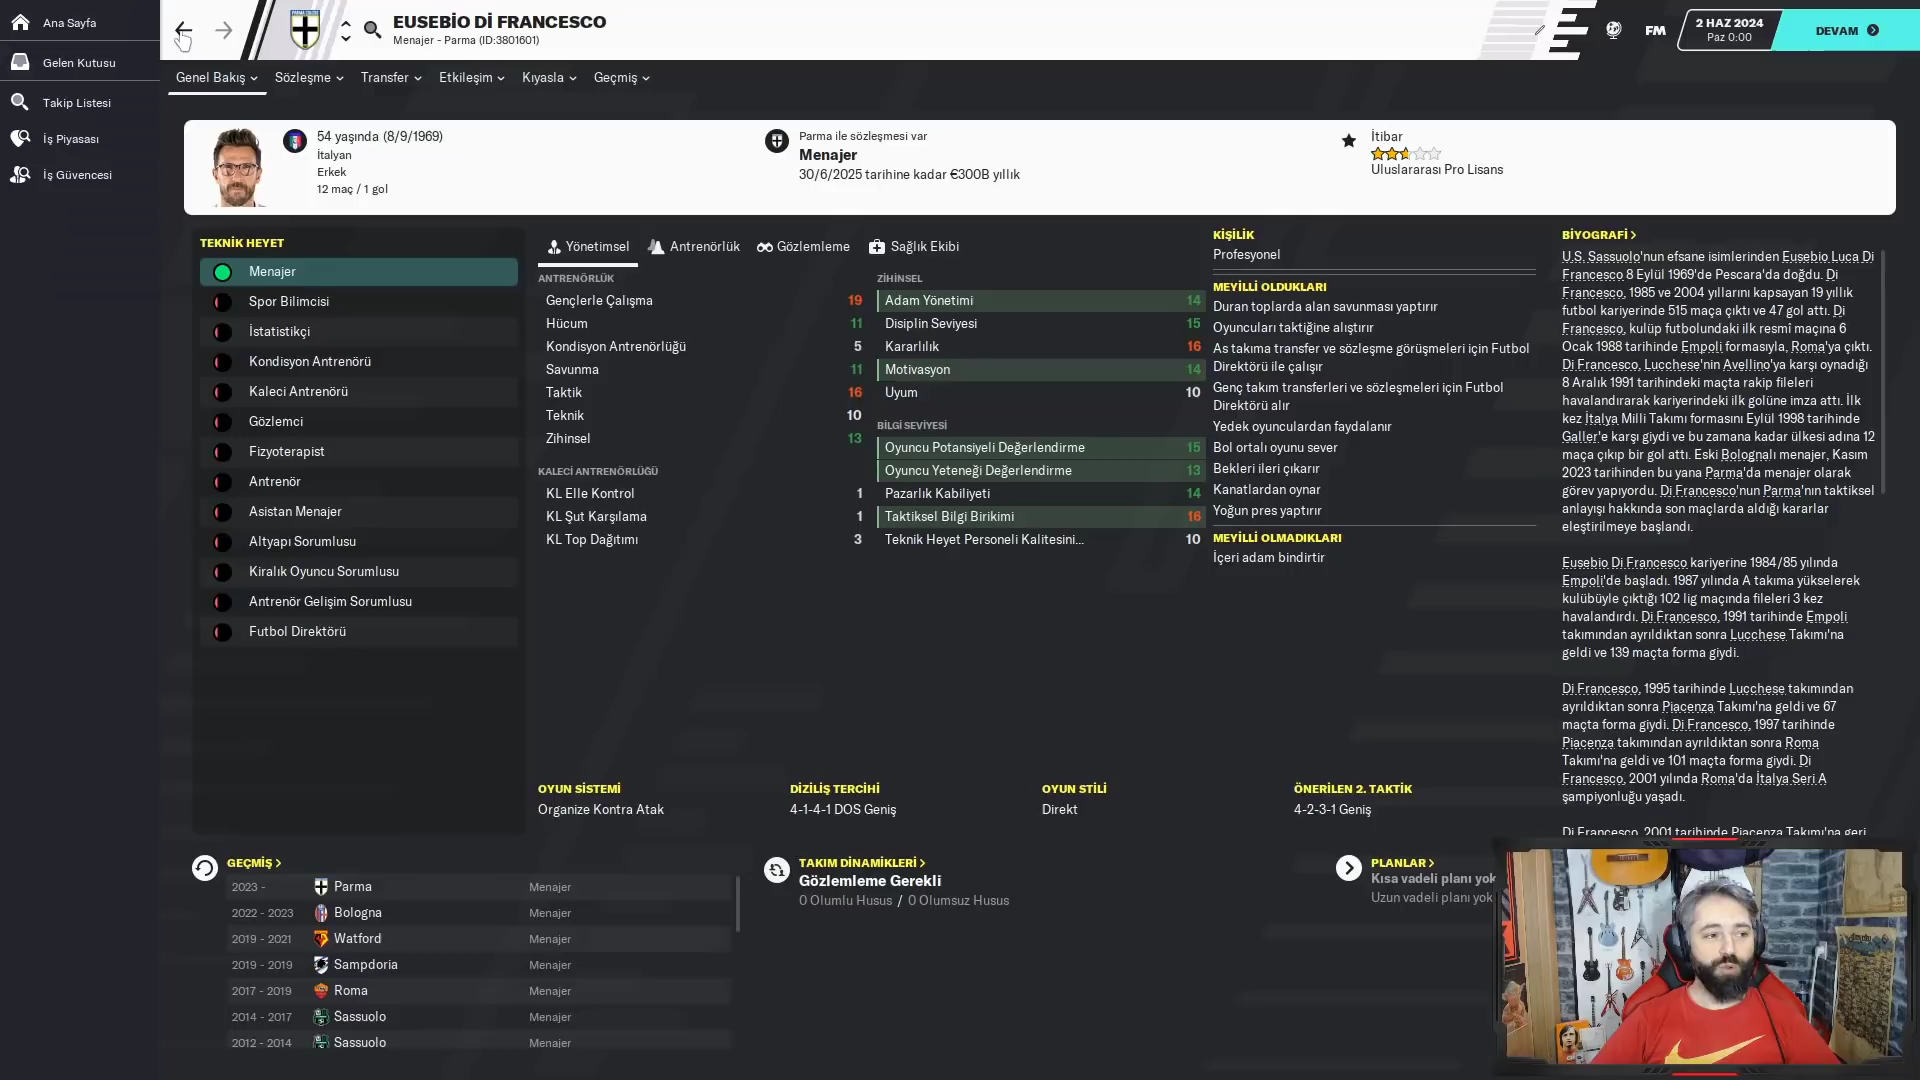 Ana Sayfa
Gelen Kutusu
Takip Listesi
İş Piyasası
İş Güvencesi
EUSEBİO Dİ FRANCESCO
Menajer - Parma (ID:3801601)
FM
2 HAZ 2024
Paz 0:00
DEVAM
Genel Bakış
Sözleşme
Transfer
Etkileşim
Kıyasla
Geçmiş
54 yaşında (8/9/1969)
İtalyan
Erkek
12 maç / 1 gol
Parma ile sözleşmesi var
Menajer
30/6/2025 tarihine kadar €300B yıllık
İtibar
Uluslararası Pro Lisans
TEKNİK HEYET
Menajer
Spor Bilimcisi
İstatistikçi
Kondisyon Antrenörü
Kaleci Antrenörü
Gözlemci
Fizyoterapist
Antrenör
Asistan Menajer
Altyapı Sorumlusu
Kiralık Oyuncu Sorumlusu
Antrenör Gelişim Sorumlusu
Futbol Direktörü
Yönetimsel
Antrenörlük
Gözlemleme
Sağlık Ekibi
ANTRENÖRLÜK
Gençlerle Çalışma 19
Hücum 11
Kondisyon Antrenörlüğü 5
Savunma 11
Taktik 16
Teknik 10
Zihinsel 13
KALECİ ANTRENÖRLÜĞÜ
KL Elle Kontrol 1
KL Şut Karşılama 1
KL Top Dağıtımı 3
ZİHİNSEL
Adam Yönetimi 14
Disiplin Seviyesi 15
Kararlılık 16
Motivasyon 14
Uyum 10
BİLGİ SEVİYESİ
Oyuncu Potansiyeli Değerlendirme 15
Oyuncu Yeteneği Değerlendirme 13
Pazarlık Kabiliyeti 14
Taktiksel Bilgi Birikimi 16
Teknik Heyet Personeli Kalitesini... 10
KİŞİLİK
Profesyonel
MEYİLLİ OLDUKLARI
Duran toplarda alan savunması yaptırır
Oyuncuları taktiğine alıştırır
As takıma transfer ve sözleşme görüşmeleri için Futbol
Direktörü ile çalışır
Genç takım transferleri ve sözleşmeleri için Futbol
Direktörü alır
Yedek oyunculardan faydalanır
Bol ortalı oyunu sever
Bekleri ileri çıkarır
Kanatlardan oynar
Yoğun pres yaptırır
MEYİLLİ OLMADIKLARI
İçeri adam bindirtir
BİYOGRAFİ >
U.S. Sassuolo'nun efsane isimlerinden Eusebio Luca Di
Francesco 8 Eylül 1969'de Pescara'da doğdu. Di
Francesco, 1985 ve 2004 yıllarını kapsayan 19 yıllık
futbol kariyerinde 515 maça çıktı ve 47 gol attı. Di
Francesco, kulüp futbolundaki ilk resmî maçına 6
Ocak 1988 tarihinde Empoli formasıyla, Roma'ya çıktı.
Di Francesco, Lucchese'nin Avellino'ya karşı oynadığı
8 Aralık 1991 tarihindeki maçta rakip fileleri
havalandırarak kariyerindeki ilk golüne imza attı. İlk
kez İtalya Milli Takımı formasını Eylül 1998 tarihinde
Galler'e karşı giydi ve bu zamana kadar ülkesi adına 12
maça çıkıp bir gol attı. Eski Bolognalı menajer, Kasım
2023 tarihinden bu yana Parma'da menajer olarak
görev yapıyordu. Di Francesco'nun Parma'nın taktiksel
anlayışı hakkında son maçlarda aldığı kararlar
eleştirilmeye başlandı.
Eusebio Di Francesco kariyerine 1984/85 yılında
Empoli'de başladı. 1987 yılında A takıma yükselerek
kulübüyle çıktığı 102 lig maçında fileleri 3 kez
havalandırdı. Di Francesco, 1991 tarihinde Empoli
takımından ayrıldıktan sonra Lucchese Takımı'na
geldi ve 139 maçta forma giydi.
Di Francesco, 1995 tarihinde Lucchese takımından
ayrıldıktan sonra Piacenza Takımı'na geldi ve 67
maçta forma giydi. Di Francesco, 1997 tarihinde
Piacenza takımından ayrıldıktan sonra Roma
Takımı'na geldi ve 101 maçta forma giydi. Di
Francesco, 2001 yılında Roma'da İtalya Seri A
şampiyonluğu yaşadı.
Di Francesco, 2001 tarihinde Piacenza Takımı'na geri
OYUN SİSTEMİ
Organize Kontra Atak
DİZİLİŞ TERCİHİ
4-1-4-1 DOS Geniş
OYUN STİLİ
Direkt
ÖNERİLEN 2. TAKTİK
4-2-3-1 Geniş
GEÇMİŞ >
2023 - Parma Menajer
2022 - 2023 Bologna Menajer
2019 - 2021 Watford Menajer
2019 - 2019 Sampdoria Menajer
2017 - 2019 Roma Menajer
2014 - 2017 Sassuolo Menajer
2012 - 2014 Sassuolo Menajer
TAKIM DİNAMİKLERİ >
Gözlemleme Gerekli
0 Olumlu Husus / 0 Olumsuz Husus
PLANLAR >
Kısa vadeli planı yok
Uzun vadeli planı yok